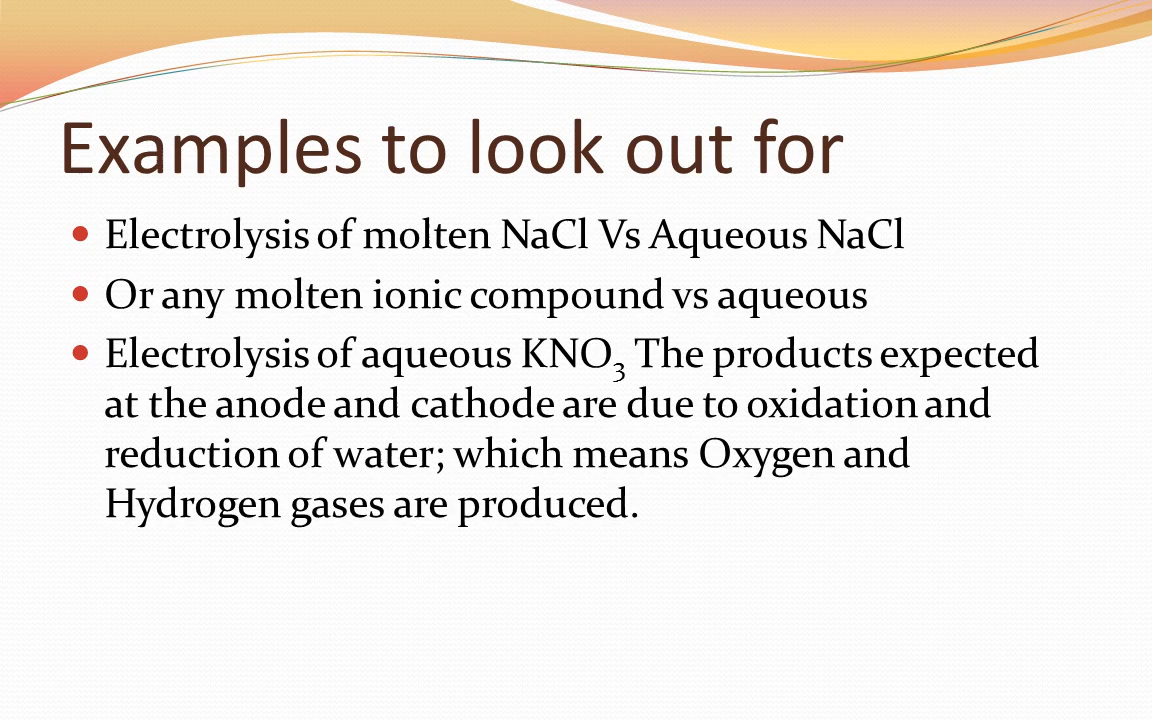 Examples to look out for
• Electrolysis of molten NaCl Vs Aqueous NaCl
• Or any molten ionic compound vs aqueous
• Electrolysis of aqueous KNO₃ The products expected
at the anode and cathode are due to oxidation and
reduction of water; which means Oxygen and
Hydrogen gases are produced.